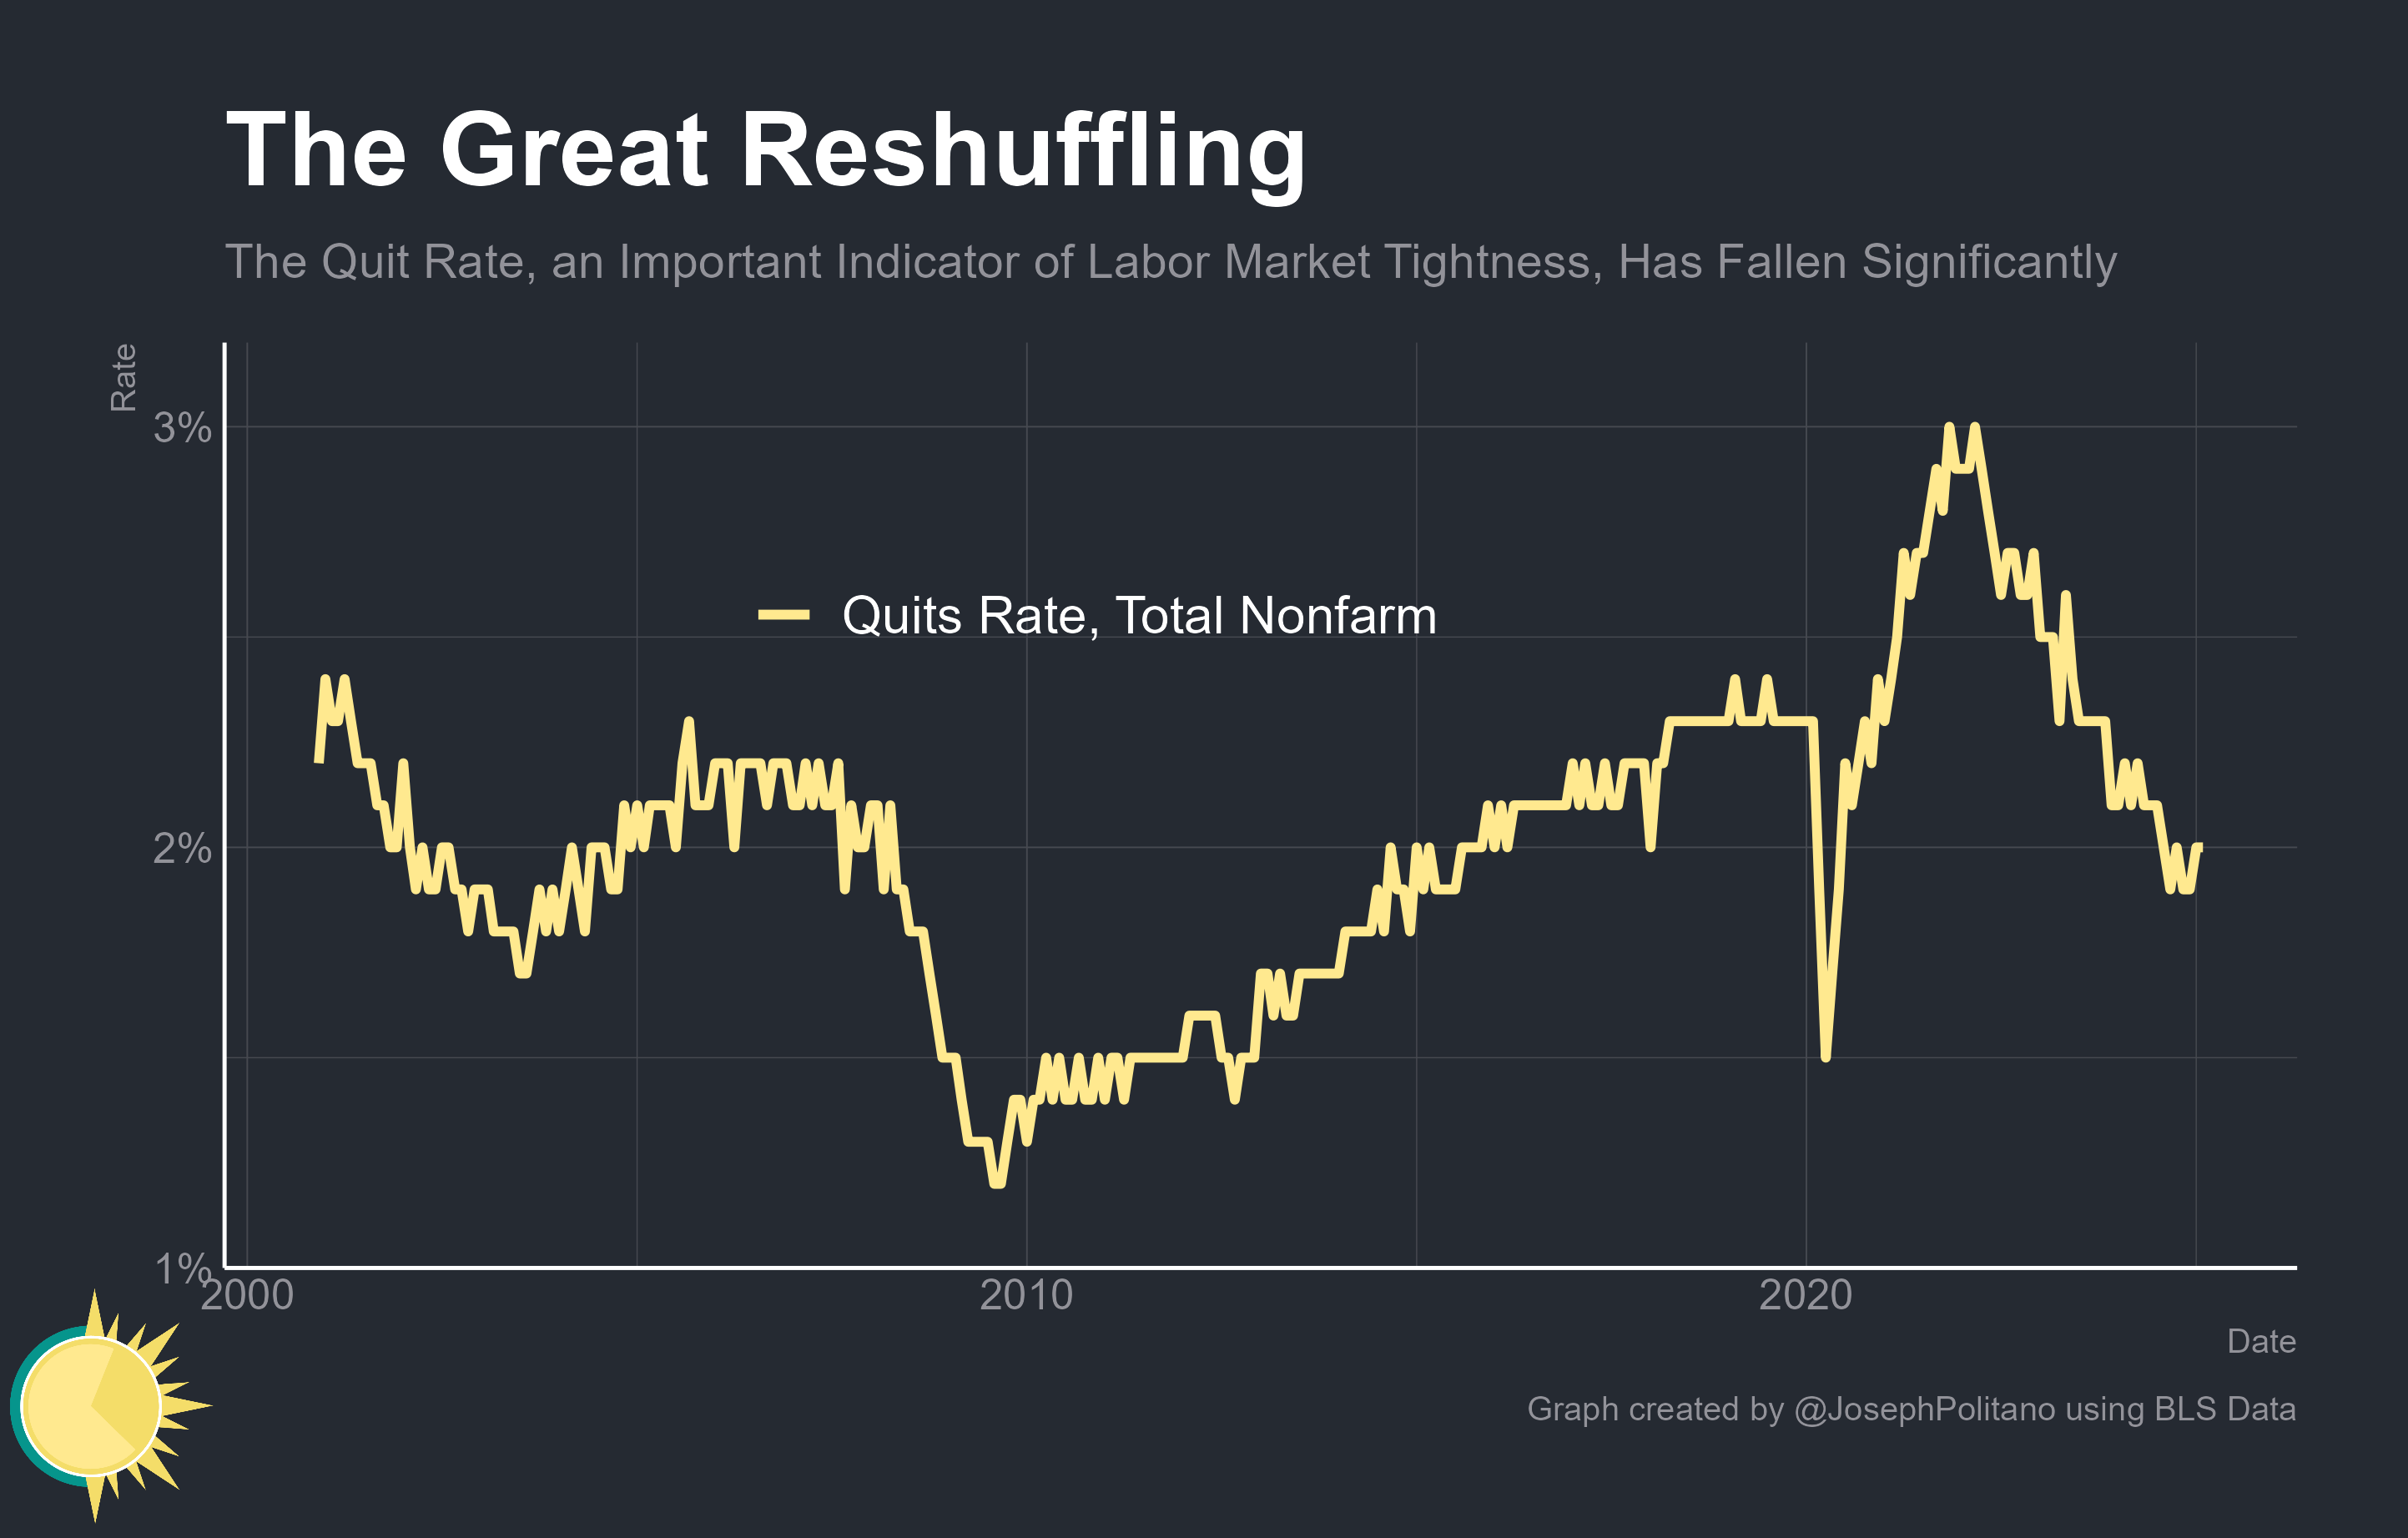 The Great Reshuffling
The Quit Rate, an Important Indicator of Labor Market Tightness, Has Fallen Significantly
Rate
3%
Quits Rate, Total Nonfarm
2%
1%
2000
2010
2020
Date
Graph created by @JosephPolitano using BLS Data